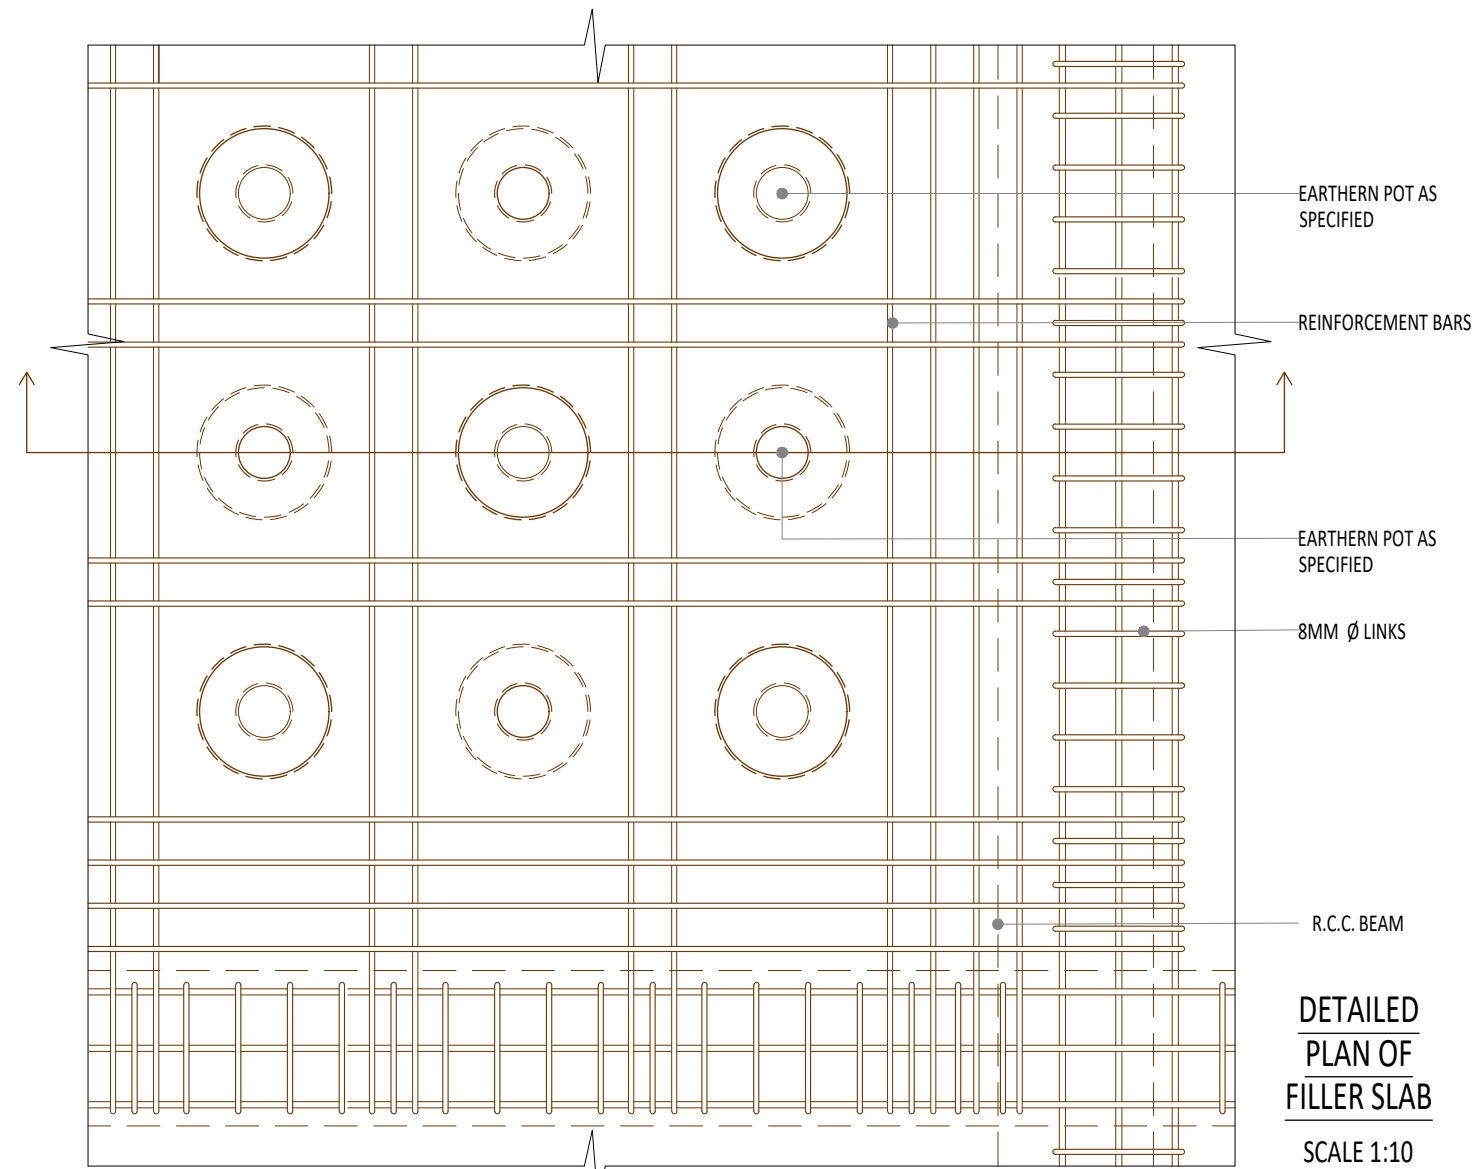 EARTHERN POT AS
SPECIFIED
REINFORCEMENT BARS
EARTHERN POT AS
SPECIFIED
8MM Ø LINKS
R.C.C. BEAM
DETAILED
PLAN OF
FILLER SLAB
SCALE 1:10